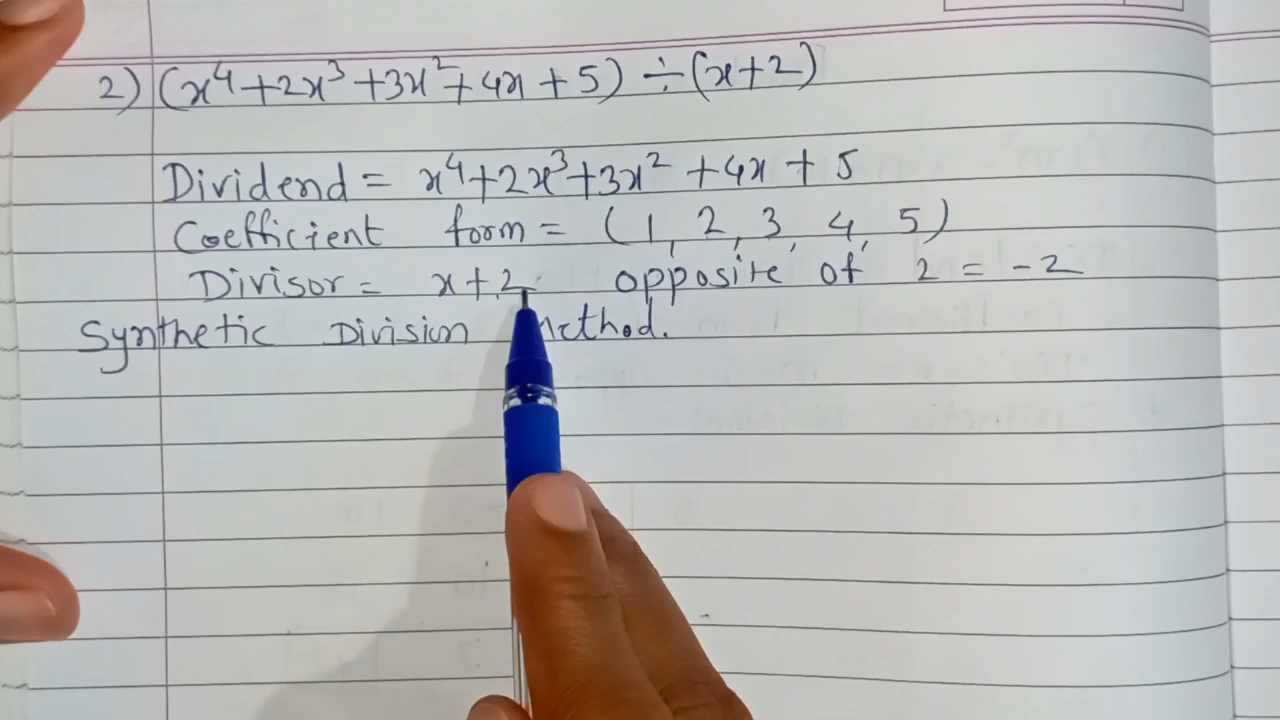 2) (x⁴+2x³+3x²+4x+5) ÷ (x+2)
Dividend = x⁴+2x³+3x²+4x+5
Coefficient form = (1, 2, 3, 4, 5)
Divisor = x+2 opposite of 2 = -2
Synthetic Division Method.